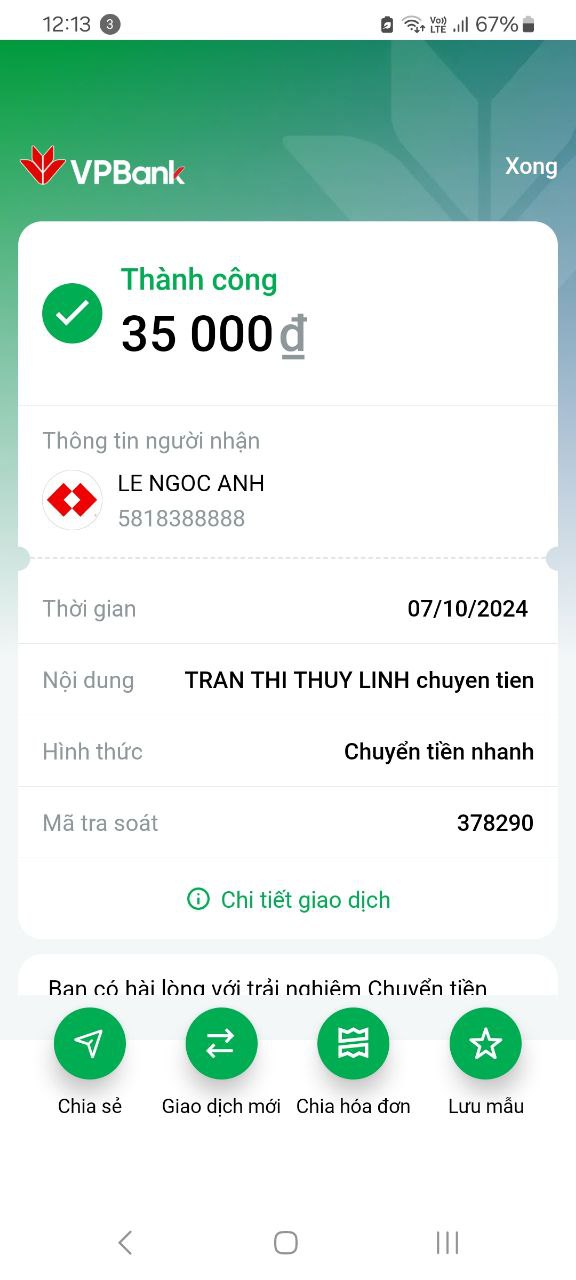 12:13 3 Vo)) LTE 67%
VPBank
Xong
Thành công
35 000 đ
Thông tin người nhận
LE NGOC ANH
5818388888
Thời gian 07/10/2024
Nội dung TRAN THI THUY LINH chuyen tien
Hình thức Chuyển tiền nhanh
Mã tra soát 378290
Chi tiết giao dịch
Bạn có hài lòng với trải nghiệm Chuyển tiền
Chia sẻ Giao dịch mới Chia hóa đơn Lưu mẫu